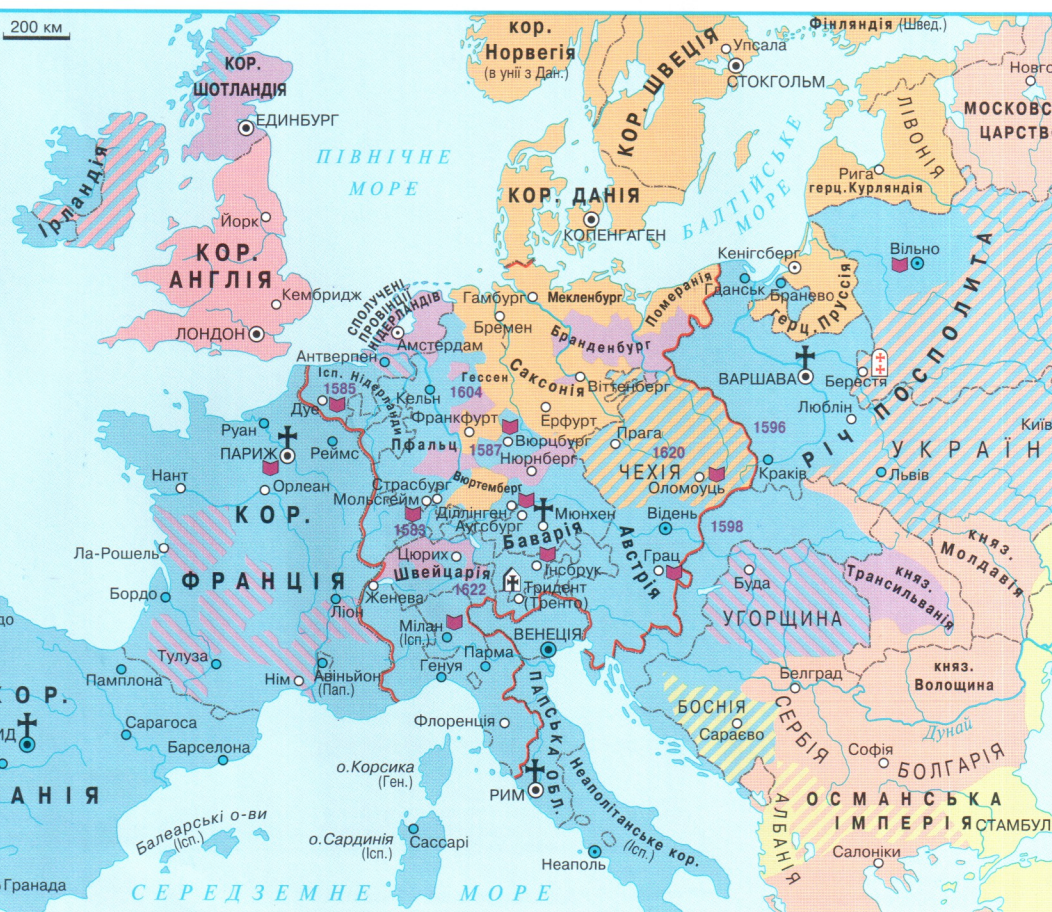 200 км
КОР.
ШОТЛАНДІЯ
ЕДИНБУРГ
Ірландія
ПІВНІЧНЕ
МОРЕ
Йорк
КОР.
АНГЛІЯ
Кембридж
ЛОНДОН
кор.
Норвегія
(в унії з Дан.)
КОР. ШВЕЦІЯ
Упсала
СТОКГОЛЬМ
Фінляндія (Швед.)
Новго
МОСКОВС
ЦАРСТВ
ЛІВОНІЯ
Рига
герц.Курляндія
БАЛТІЙСЬКЕ
МОРЕ
КОР. ДАНІЯ
КОПЕНГАГЕН
Кенігсберг
Гданськ
Бранево
герц.Пруссія
Вільно
СПОЛУЧЕНІ
ПРОВІНЦІЇ
НІДЕРЛАНДІВ
Амстердам
Антверпен
Ісп. Нідерланди
1585
Дуе
Гамбург
Бремен
Мекленбург
Померанія
Бранденбург
Саксонія
Віттенберг
Гессен
1604
Кельн
Франкфурт
Ерфурт
Пфальц
1587
Вюрцбург
Нюрнберг
Вюртемберг
Прага
1620
ЧЕХІЯ
Оломоуць
ВАРШАВА
Берестя
Люблін
РІЧ ПОСПОЛИТА
1596
Краків
Київ
УКРАЇН
Львів
Руан
ПАРИЖ
Реймс
Нант
Орлеан
КОР.
ФРАНЦІЯ
Страсбург
Мольсгейм
1583
Діллінген
Аугсбург
Мюнхен
Баварія
Відень
1598
Австрія
Грац
Цюрих
Швейцарія
1622
Інсбрук
Тридент
(Тренто)
Женева
Ла-Рошель
Бордо
Ліон
Мілан
(Ісп.)
Парма
Генуя
ВЕНЕЦІЯ
Буда
УГОРЩИНА
княз.
Трансильванія
княз.
Молдавія
Тулуза
Нім
Авіньйон
(Пап.)
Памплона
Сарагоса
Барселона
до
КОР.
ИД
АНІЯ
Гранада
Флоренція
ПАПСЬКА ОБЛ.
РИМ
о.Корсика
(Ген.)
о.Сардинія
(Ісп.)
Сассарі
Балеарські о-ви
(Ісп.)
Неаполітанське кор.
(Ісп.)
Неаполь
СЕРЕДЗЕМНЕ МОРЕ
БОСНІЯ
Сараєво
Белград
СЕРБІЯ
княз.
Волощина
Дунай
Софія
БОЛГАРІЯ
АЛБАНІЯ
ОСМАНСЬКА
ІМПЕРІЯ
СТАМБУЛ
Салоніки